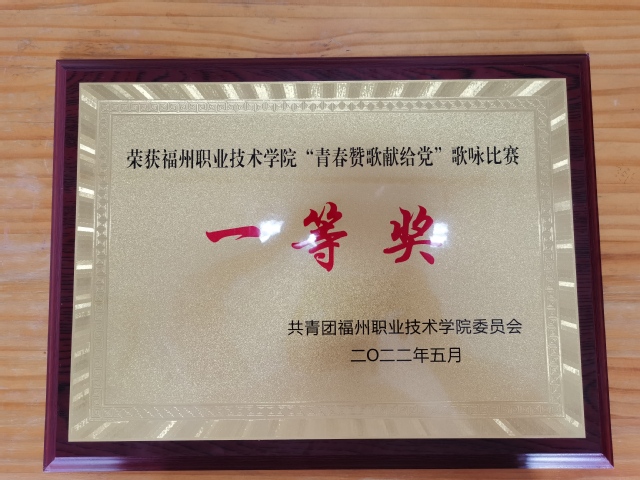 荣获福州职业技术学院“青春赞歌献给党”歌咏比赛
一等奖
共青团福州职业技术学院委员会
二〇二二年五月